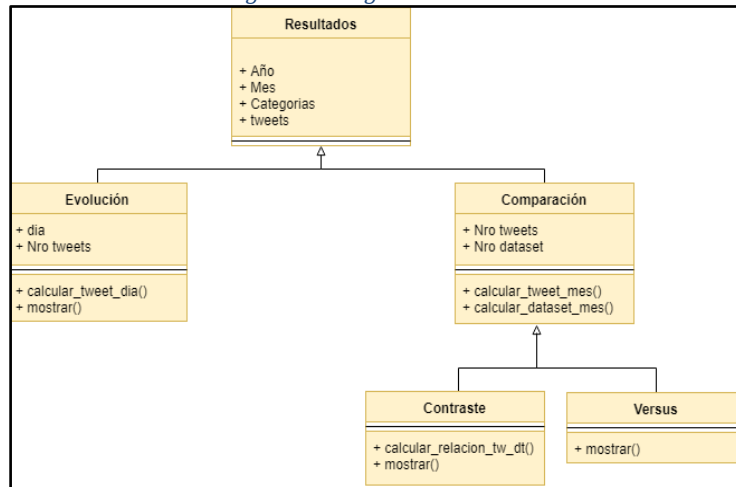 Resultados
+ Año
+ Mes
+ Categorias
+ tweets
Evolución
+ dia
+ Nro tweets
+ calcular_tweet_dia()
+ mostrar()
Comparación
+ Nro tweets
+ Nro dataset
+ calcular_tweet_mes()
+ calcular_dataset_mes()
Contraste
+ calcular_relacion_tw_dt()
+ mostrar()
Versus
+ mostrar()